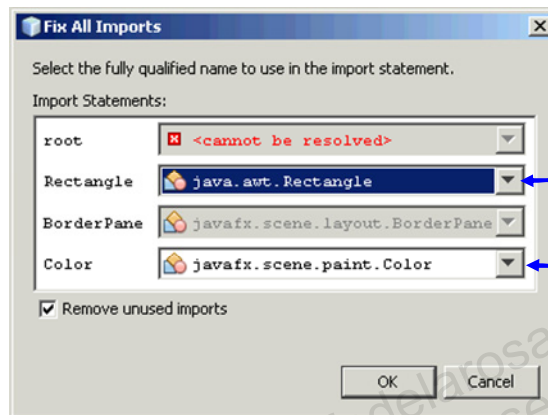 Fix All Imports
Select the fully qualified name to use in the import statement.
Import Statements:
root <cannot be resolved>
Rectangle java.awt.Rectangle
BorderPane javafx.scene.layout.BorderPane
Color javafx.scene.paint.Color
Remove unused imports
OK Cancel
delarosa